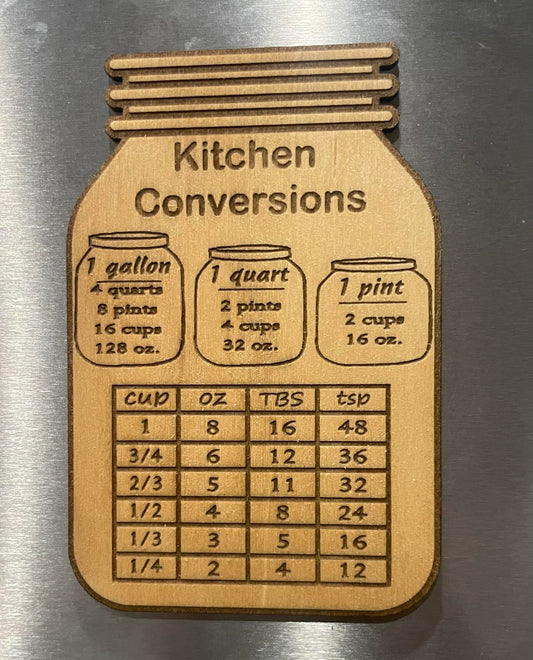 Kitchen
Conversions
1 gallon
4 quarts
8 pints
16 cups
128 oz.
1 quart
2 pints
4 cups
32 oz.
1 pint
2 cups
16 oz.
cup oz TBS tsp
1 8 16 48
3/4 6 12 36
2/3 5 11 32
1/2 4 8 24
1/3 3 5 16
1/4 2 4 12